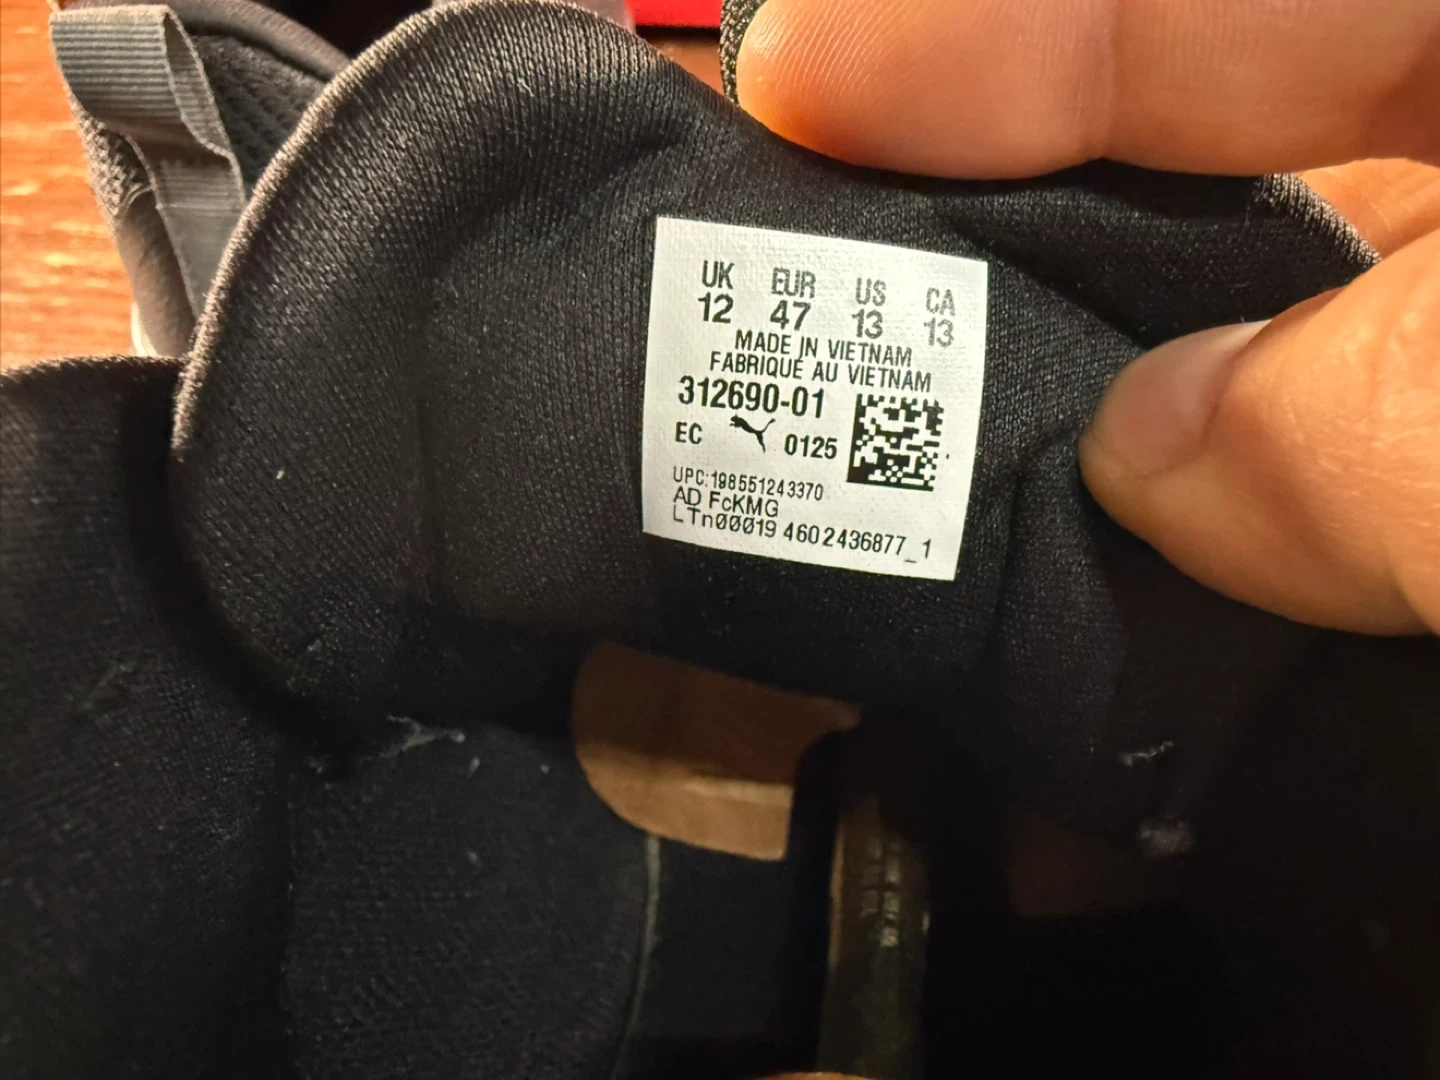 UK EUR US CA
12 47 13 13
MADE IN VIETNAM
FABRIQUÉ AU VIETNAM
312690-01
EC 0125
UPC:198551243370
AD FcKMG
LTn00019 4602436877_1